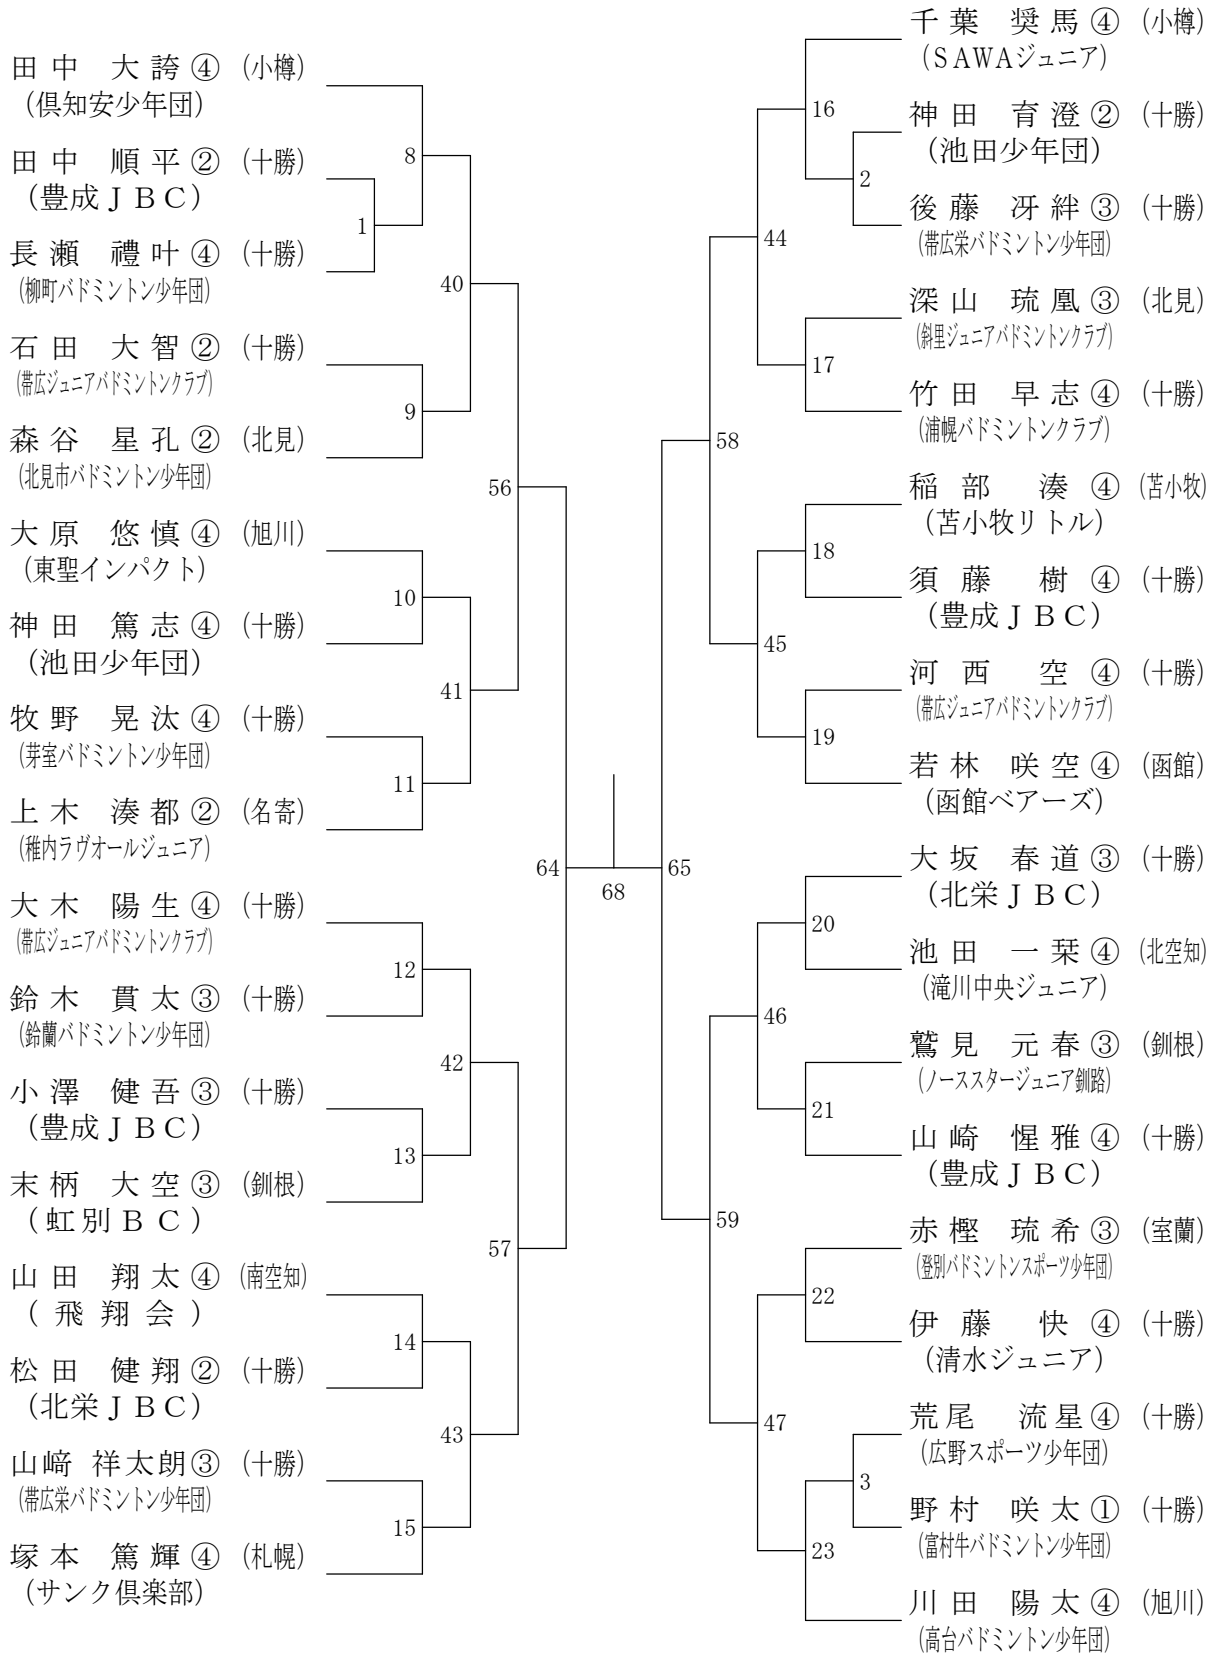 田中 大誇④ (小樽)
(倶知安少年団)
田中 順平② (十勝)
(豊成ＪＢＣ)
長瀬 禮叶④ (十勝)
(柳町バドミントン少年団)
石田 大智② (十勝)
(帯広ジュニアバドミントンクラブ)
森谷 星孔② (北見)
(北見市バドミントン少年団)
大原 悠慎④ (旭川)
(東聖インパクト)
神田 篤志④ (十勝)
(池田少年団)
牧野 晃汰④ (十勝)
(芽室バドミントン少年団)
上木 湊都② (名寄)
(稚内ラヴオールジュニア)
大木 陽生④ (十勝)
(帯広ジュニアバドミントンクラブ)
鈴木 貫太③ (十勝)
(鈴蘭バドミントン少年団)
小澤 健吾③ (十勝)
(豊成ＪＢＣ)
末柄 大空③ (釧根)
(虹別ＢＣ)
山田 翔太④ (南空知)
(飛翔会)
松田 健翔② (十勝)
(北栄ＪＢＣ)
山﨑 祥太朗③ (十勝)
(帯広栄バドミントン少年団)
塚本 篤輝④ (札幌)
(サンク倶楽部)
1
8
9
10
11
12
13
14
15
40
41
42
43
56
57
64
68
65
58
59
44
45
46
47
16
17
18
19
20
21
22
23
2
3
千葉 奨馬④ (小樽)
(ＳＡＷＡジュニア)
神田 育澄② (十勝)
(池田少年団)
後藤 冴絆③ (十勝)
(帯広栄バドミントン少年団)
深山 琉凰③ (北見)
(斜里ジュニアバドミントンクラブ)
竹田 早志④ (十勝)
(浦幌バドミントンクラブ)
稲部 湊④ (苫小牧)
(苫小牧リトル)
須藤 樹④ (十勝)
(豊成ＪＢＣ)
河西 空④ (十勝)
(帯広ジュニアバドミントンクラブ)
若林 咲空④ (函館)
(函館ベアーズ)
大坂 春道③ (十勝)
(北栄ＪＢＣ)
池田 一栞④ (北空知)
(滝川中央ジュニア)
鷲見 元春③ (釧根)
(ノーススタージュニア釧路)
山崎 惺雅④ (十勝)
(豊成ＪＢＣ)
赤樫 琉希③ (室蘭)
(登別バドミントンスポーツ少年団)
伊藤 快④ (十勝)
(清水ジュニア)
荒尾 流星④ (十勝)
(広野スポーツ少年団)
野村 咲太① (十勝)
(富村牛バドミントン少年団)
川田 陽太④ (旭川)
(高台バドミントン少年団)